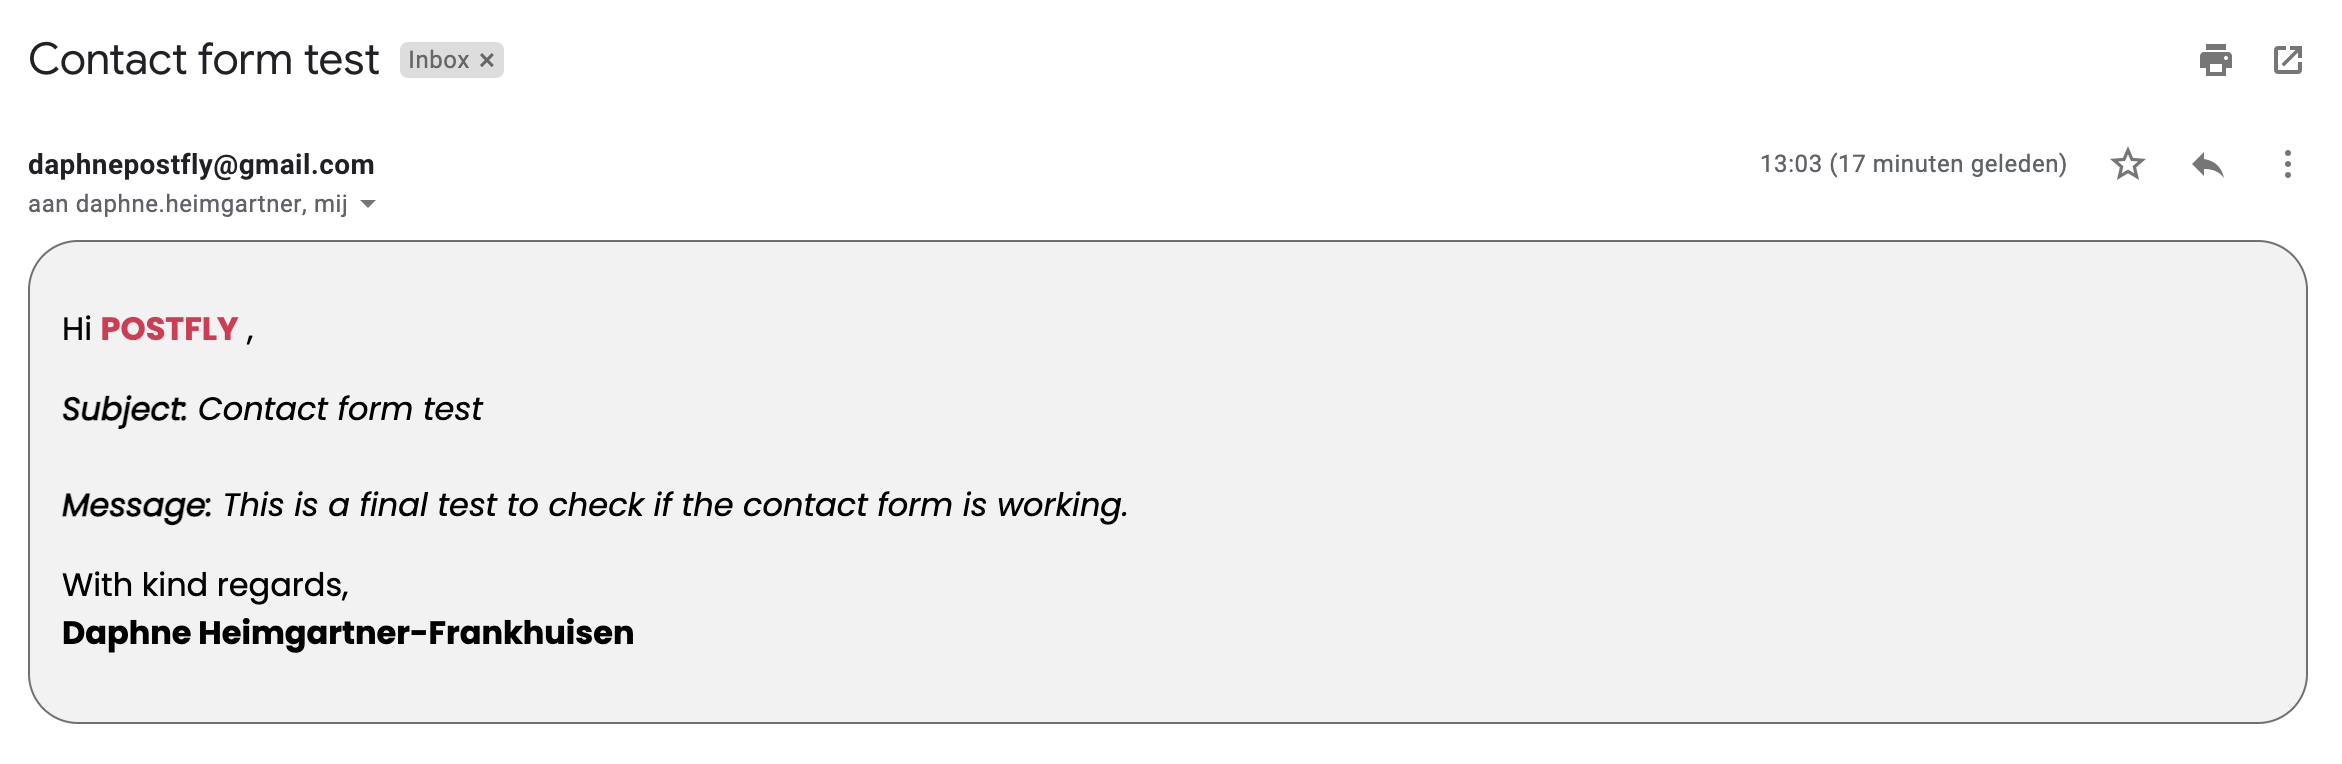 Contact form test Inbox ×
daphnepostfly@gmail.com 13:03 (17 minuten geleden)
aan daphne.heimgartner, mij
Hi POSTFLY ,
Subject: Contact form test
Message: This is a final test to check if the contact form is working.
With kind regards,
Daphne Heimgartner-Frankhuisen